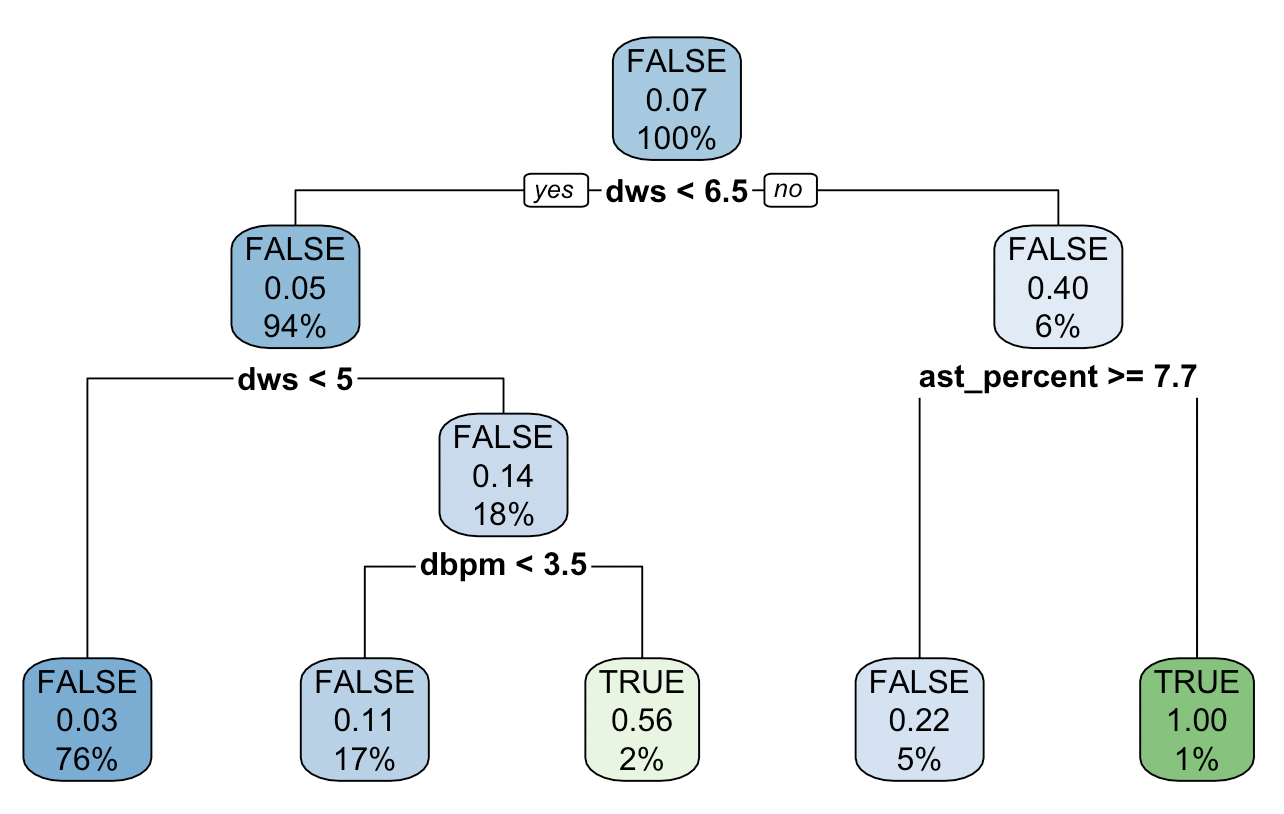 FALSE
0.07
100%
yes dws < 6.5 no
FALSE
0.05
94%
FALSE
0.40
6%
dws < 5
ast_percent >= 7.7
FALSE
0.14
18%
dbpm < 3.5
FALSE
0.03
76%
FALSE
0.11
17%
TRUE
0.56
2%
FALSE
0.22
5%
TRUE
1.00
1%